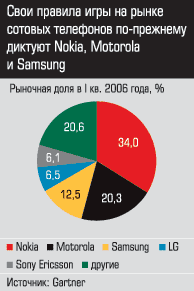 Свои правила игры на рынке
сотовых телефонов по-прежнему
диктуют Nokia, Motorola
и Samsung
Рыночная доля в I кв. 2006 года, %
20,6
34,0
6,1
6,5
12,5
20,3
Nokia Motorola Samsung LG
Sony Ericsson другие
Источник: Gartner